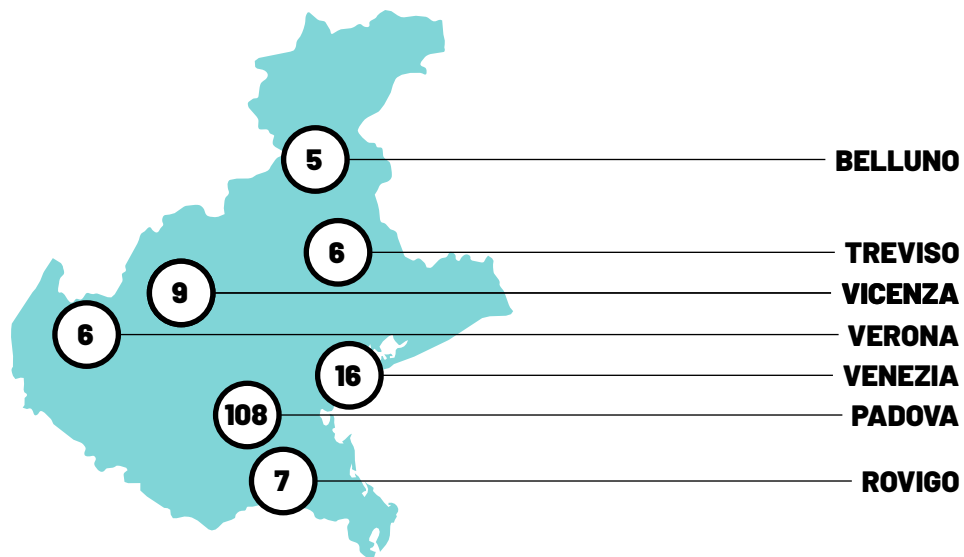 5 BELLUNO
6 TREVISO
9 VICENZA
6 VERONA
16 VENEZIA
108 PADOVA
7 ROVIGO